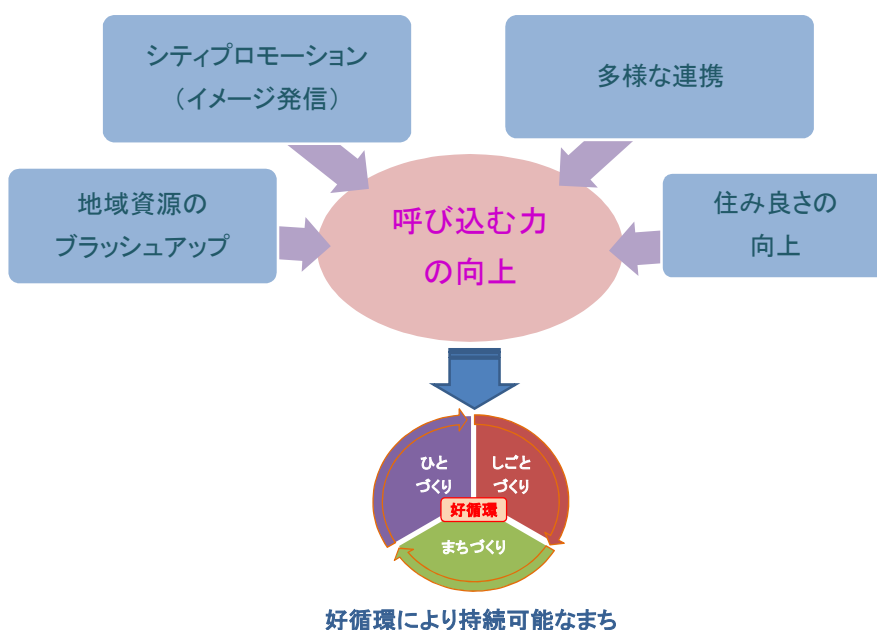 シティプロモーション
（イメージ発信）
多様な連携
地域資源の
ブラッシュアップ
住み良さの
向上
呼び込む力
の向上
ひと
づくり
しごと
づくり
好循環
まちづくり
好循環により持続可能なまち